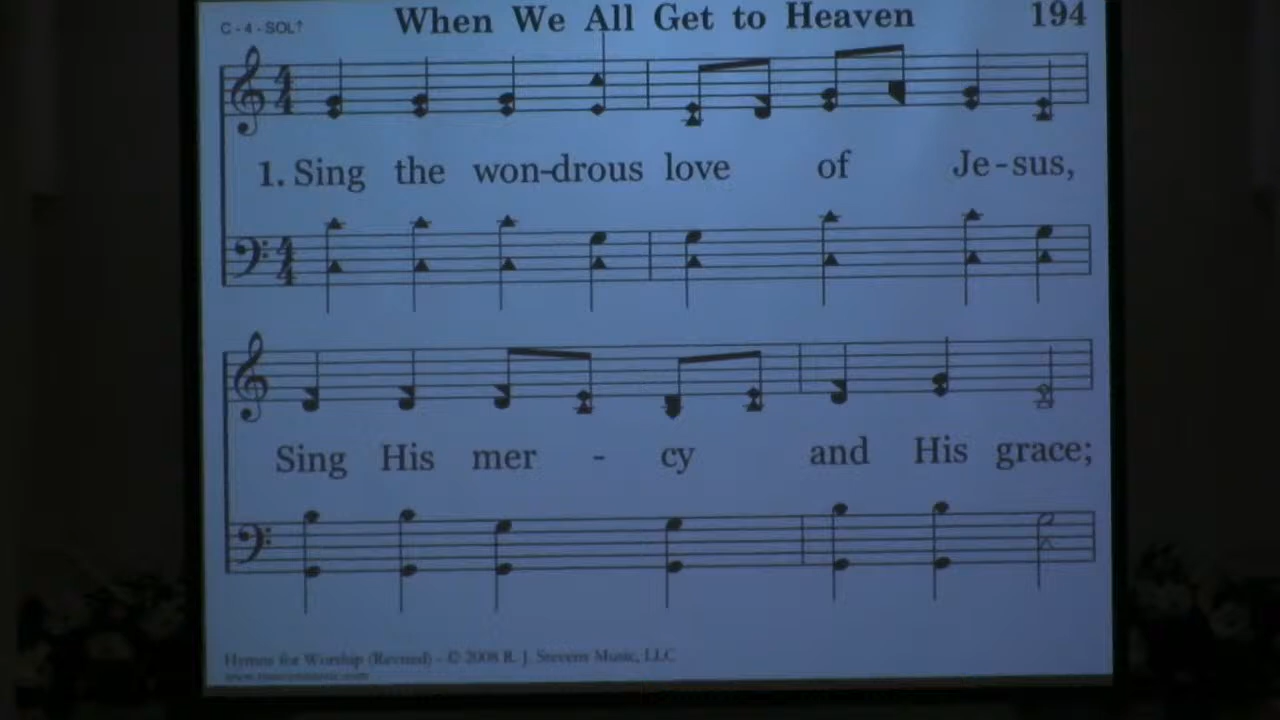 C - 4 - SOL↑
When We All Get to Heaven
194
1. Sing the won-drous love of Je-sus,
Sing His mer - cy and His grace;
Hymns for Worship (Revised) - © 2008 R. J. Stevens Music, LLC